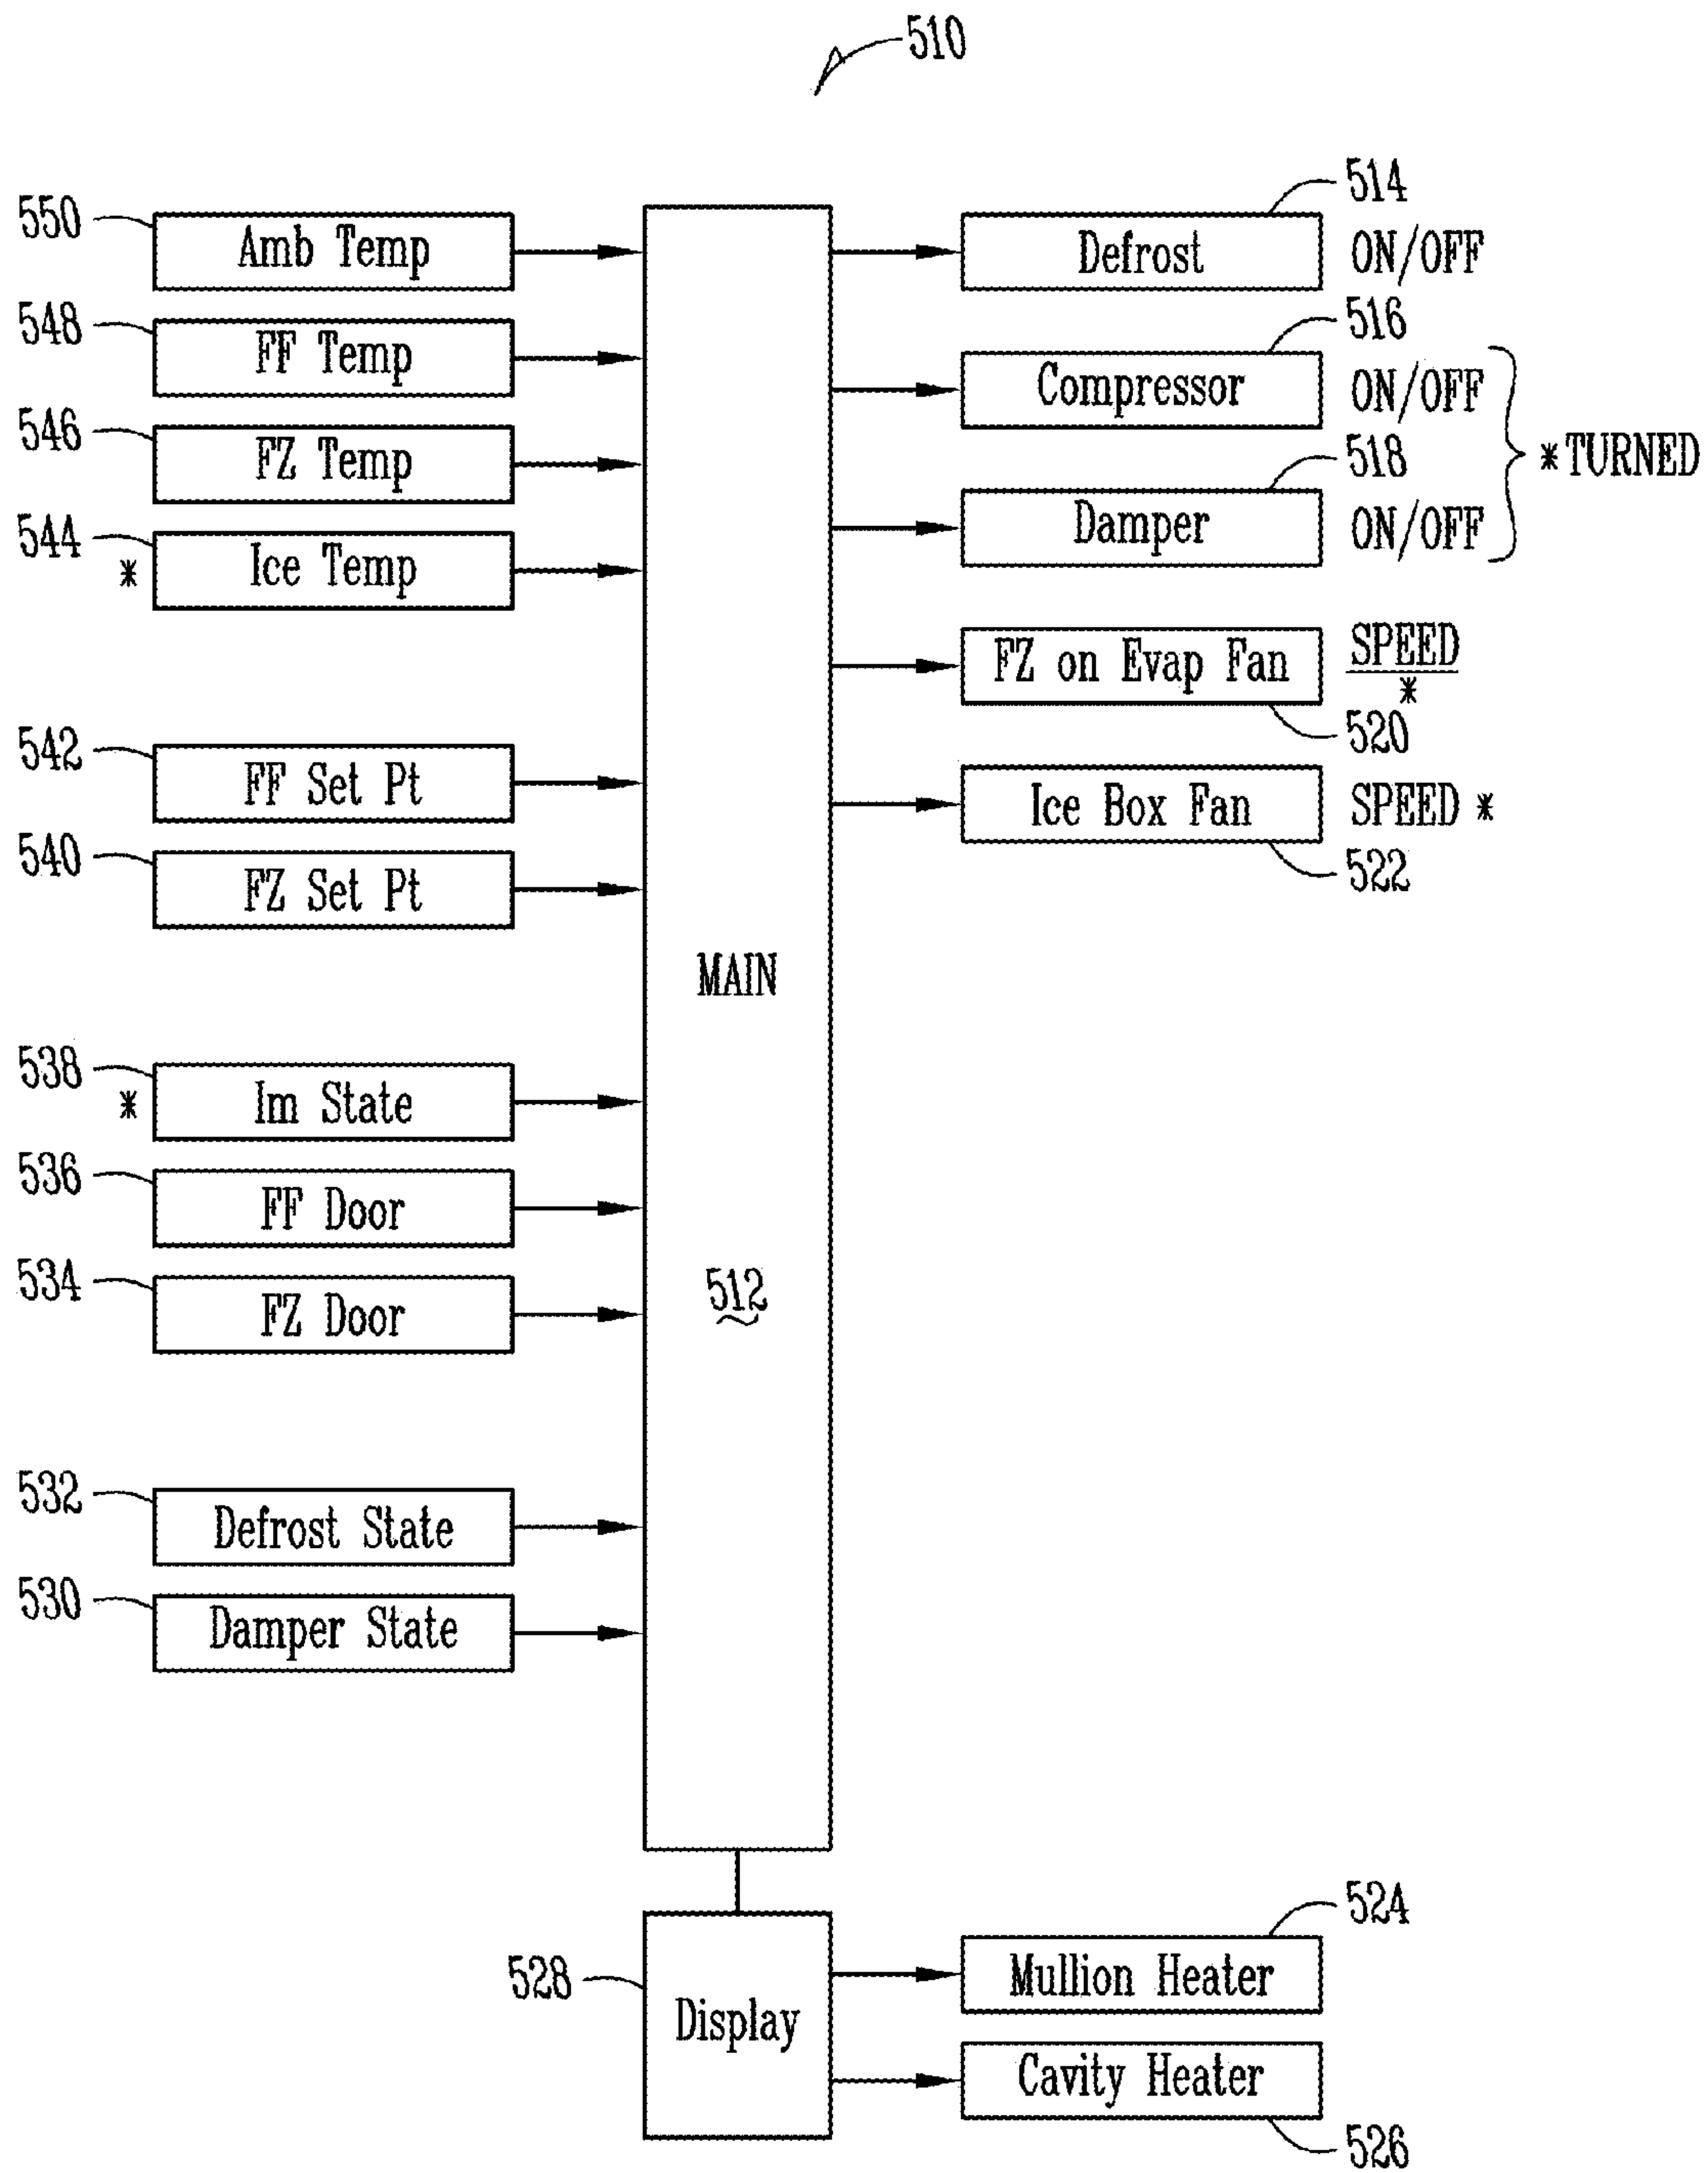 510
550
Amb Temp
548
FF Temp
546
FZ Temp
544
* Ice Temp
542
FF Set Pt
540
FZ Set Pt
538
* Im State
536
FF Door
534
FZ Door
532
Defrost State
530
Damper State
MAIN
512
514
Defrost ON/OFF
516
Compressor ON/OFF
518
Damper ON/OFF
*TURNED
FZ on Evap Fan SPEED
*
520
Ice Box Fan SPEED *
522
528
Display
524
Mullion Heater
Cavity Heater
526